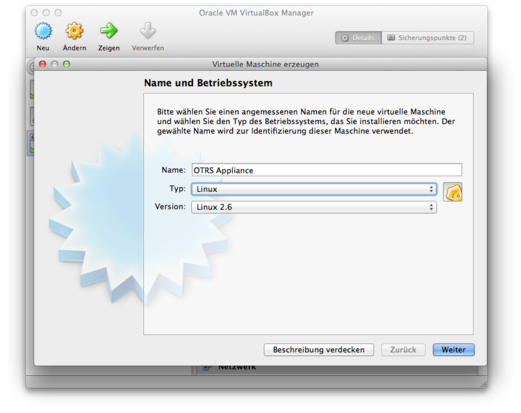 Oracle VM VirtualBox Manager
Neu Ändern Zeigen Verwerfen
Details Sicherungspunkte (2)
Virtuelle Maschine erzeugen
Name und Betriebssystem
Bitte wählen Sie einen angemessenen Namen für die neue virtuelle Maschine
und wählen Sie den Typ des Betriebssystems, das Sie installieren möchten. Der
gewählte Name wird zur Identifizierung dieser Maschine verwendet.
Name: OTRS Appliance
Typ: Linux
Version: Linux 2.6
Beschreibung verdecken Zurück Weiter
Netzwerk